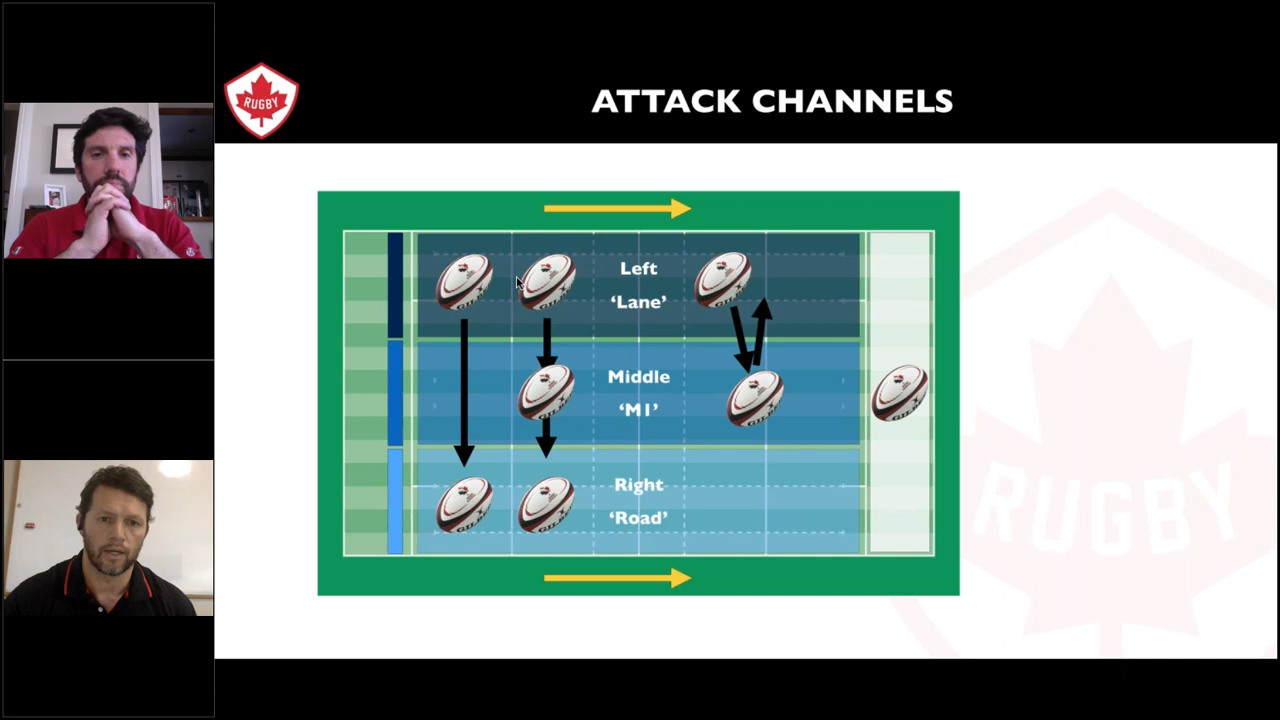 RUGBY
ATTACK CHANNELS
Left
‘Lane’
Middle
‘M1’
Right
‘Road’
RUGBY